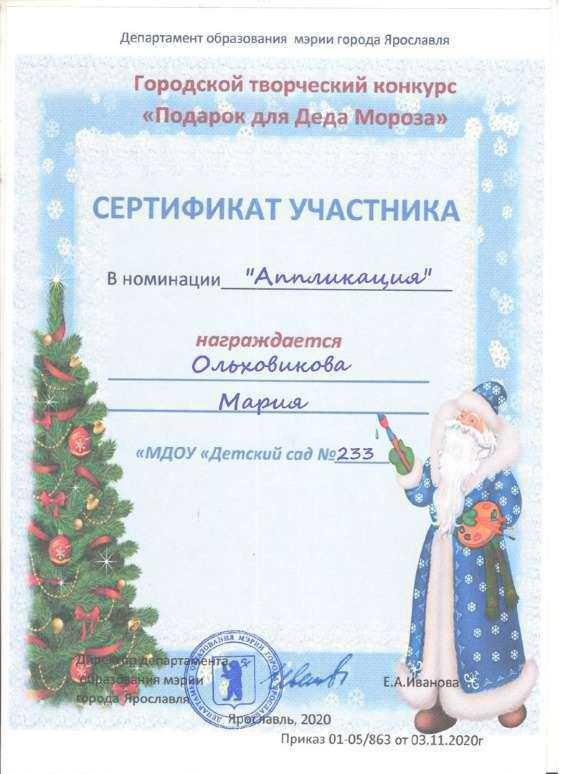 Департамент образования мэрии города Ярославля
Городской творческий конкурс
«Подарок для Деда Мороза»
СЕРТИФИКАТ УЧАСТНИКА
В номинации "Аппликация"
награждается
Ольховикова
Мария
«МДОУ «Детский сад №233
Директор департамента
образования мэрии
города Ярославля
Е.А.Иванова
Ярославль, 2020
Приказ 01-05/863 от 03.11.2020г